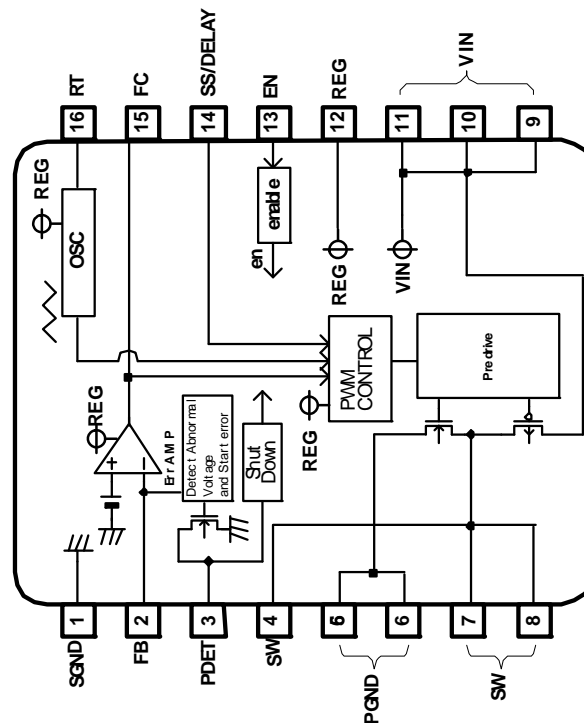 SGND
1
FB
2
PDET
3
SW
4
PGND
5
6
SW
7
8
ErrAMP
REG
Detect Abnormal
Voltage
and Start error
Shut
Down
OSC
REG
en
enable
REG
PWM
CONTROL
REG
VIN
Predrive
16
RT
15
FC
14
SS/DELAY
13
EN
12
REG
11
10
9
VIN